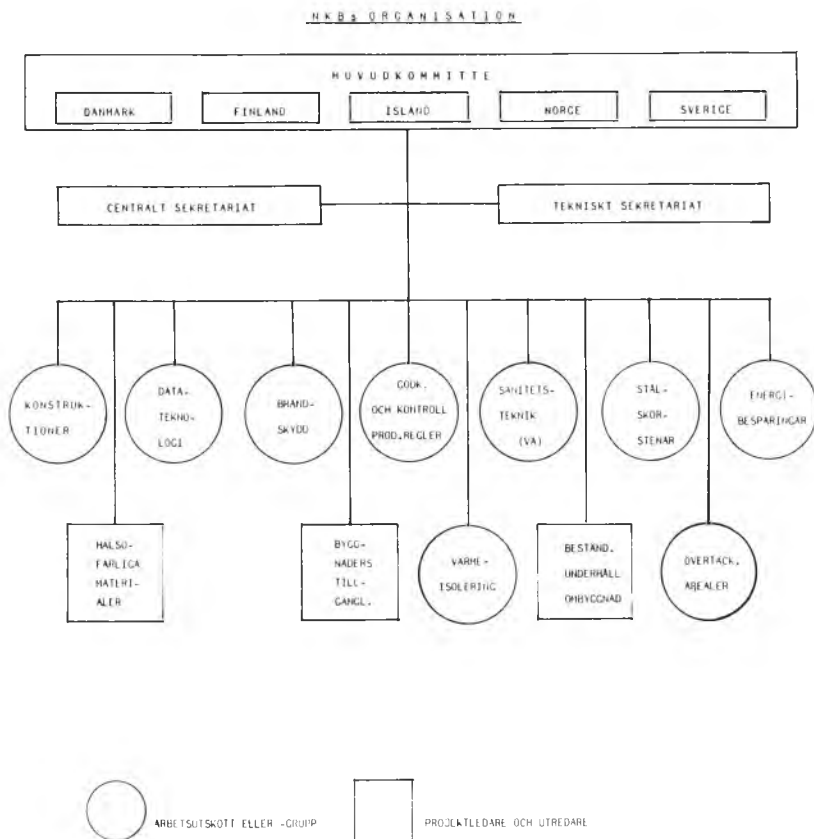 NKBs ORGANISATION
HUVUDKOMMITTE
DANMARK
FINLAND
ISLAND
NORGE
SVERIGE
CENTRALT SEKRETARIAT
TEKNISKT SEKRETARIAT
KONSTRUK-
TIONER
DATA-
TEKNO-
LOGI
BRAND-
SKYDD
GODK.
OCH KONTROLL
PROD.REGLER
SANITETS-
TEKNIK
(VA)
STÅL-
SKOR-
STENAR
ENERGI-
BESPARINGAR
HÄLSO-
FARLIGA
MATERI-
ALER
BYGG-
NADERS
TILL-
GÄNGL.
VÄRME-
ISOLERING
BESTÄND.
UNDERHÅLL
OMBYGGNAD
ÖVERTÄCK.
AREALER
ARBETSUTSKOTT ELLER -GRUPP
PROJEKTLEDARE OCH UTREDARE